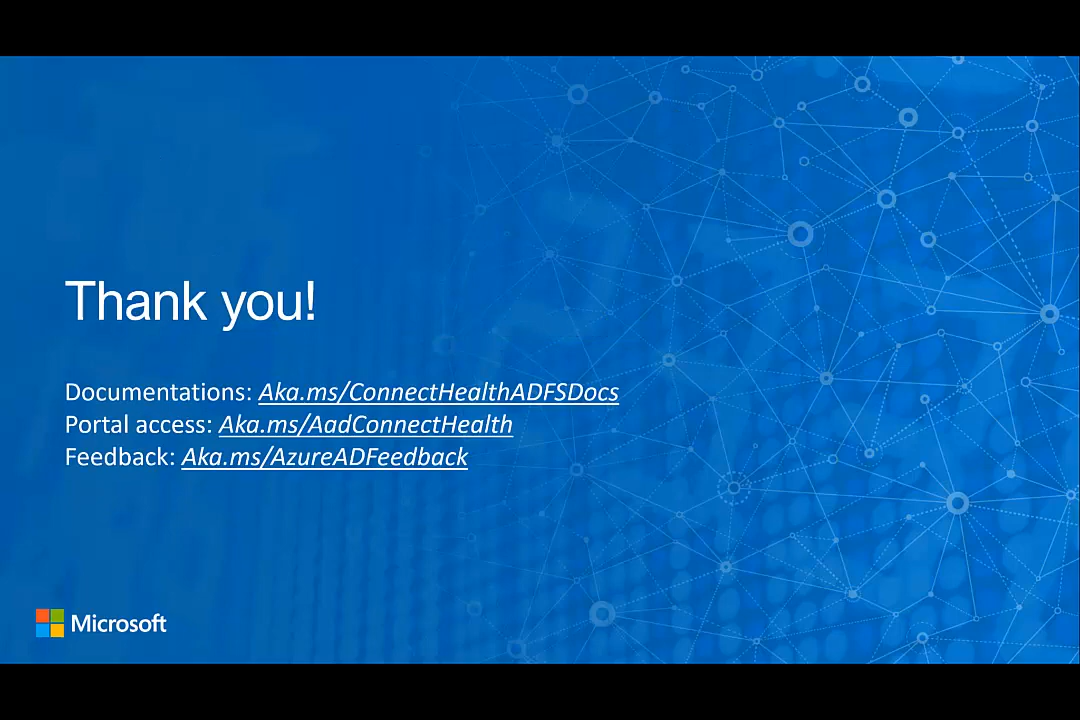 Thank you!
Documentations: Aka.ms/ConnectHealthADFSDocs
Portal access: Aka.ms/AadConnectHealth
Feedback: Aka.ms/AzureADFeedback
Microsoft